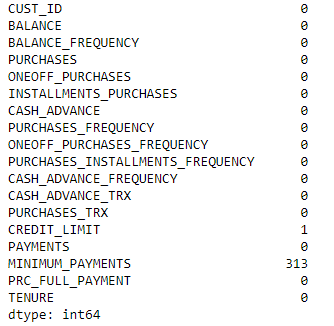 CUST_ID 0
BALANCE 0
BALANCE_FREQUENCY 0
PURCHASES 0
ONEOFF_PURCHASES 0
INSTALLMENTS_PURCHASES 0
CASH_ADVANCE 0
PURCHASES_FREQUENCY 0
ONEOFF_PURCHASES_FREQUENCY 0
PURCHASES_INSTALLMENTS_FREQUENCY 0
CASH_ADVANCE_FREQUENCY 0
CASH_ADVANCE_TRX 0
PURCHASES_TRX 0
CREDIT_LIMIT 1
PAYMENTS 0
MINIMUM_PAYMENTS 313
PRC_FULL_PAYMENT 0
TENURE 0
dtype: int64